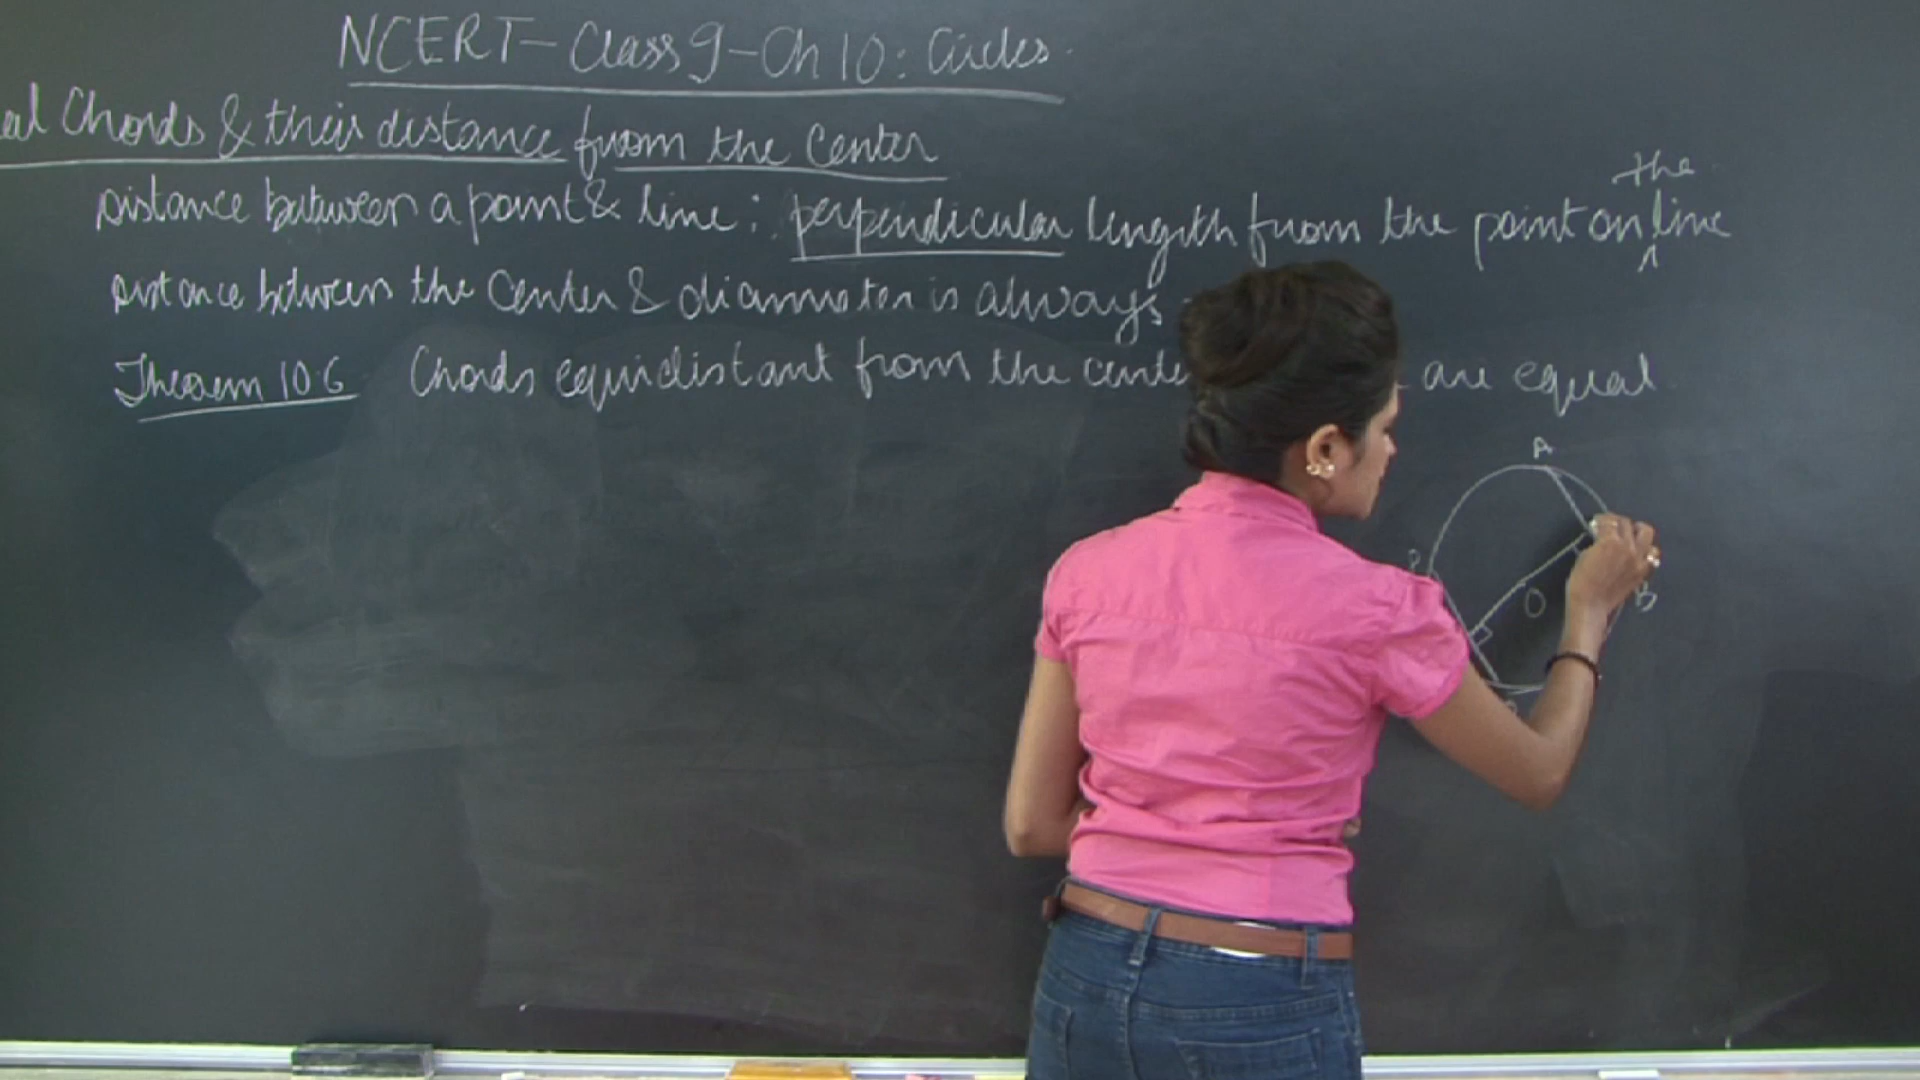 NCERT - Class 9 - Ch 10: Circles
Chords & their distance from the Center
the
Distance between a point & line: perpendicular length from the point on line
Distance between the center & diameter is always
Theorem 10.6 Chords equidistant from the are equal
A
O
B